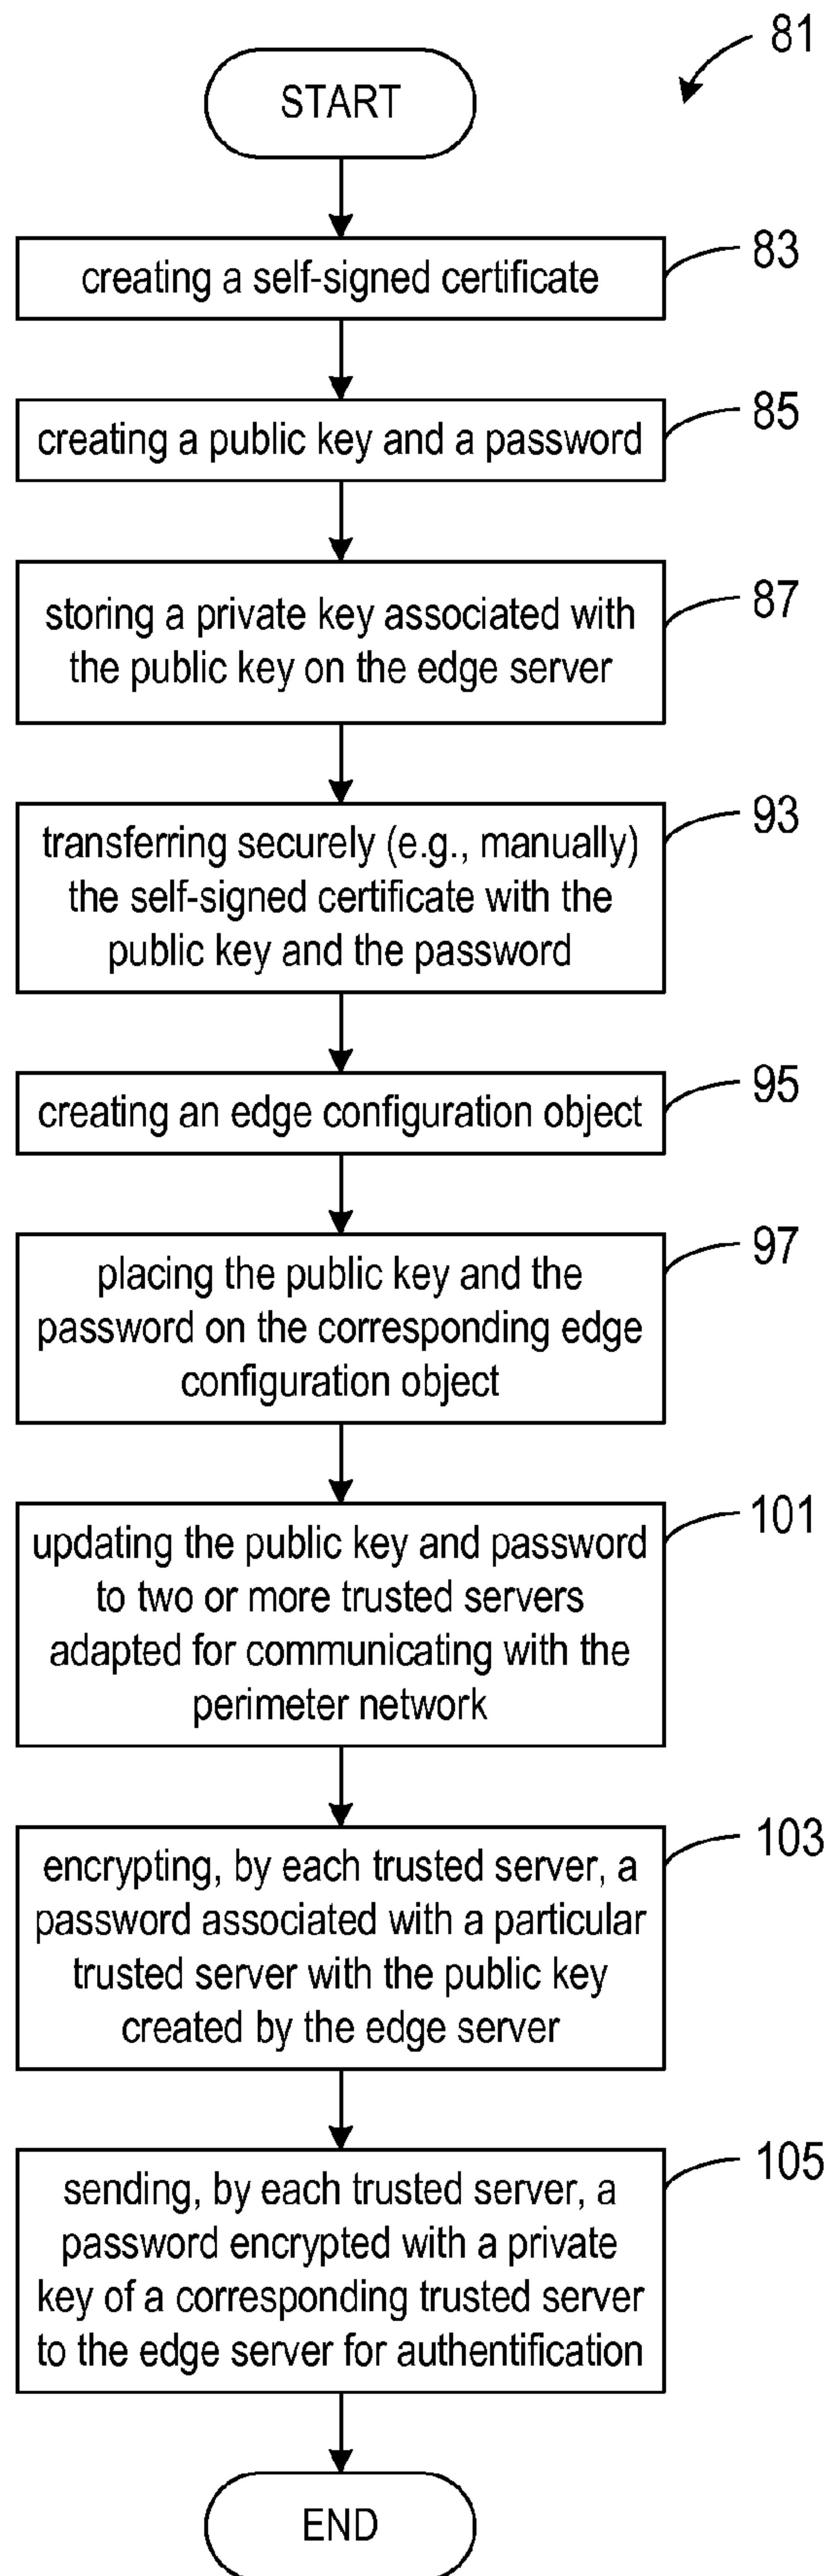 81
START
creating a self-signed certificate
83
creating a public key and a password
85
storing a private key associated with
the public key on the edge server
87
transferring securely (e.g., manually)
the self-signed certificate with the
public key and the password
93
creating an edge configuration object
95
placing the public key and the
password on the corresponding edge
configuration object
97
updating the public key and password
to two or more trusted servers
adapted for communicating with the
perimeter network
101
encrypting, by each trusted server, a
password associated with a particular
trusted server with the public key
created by the edge server
103
sending, by each trusted server, a
password encrypted with a private
key of a corresponding trusted server
to the edge server for authentification
105
END